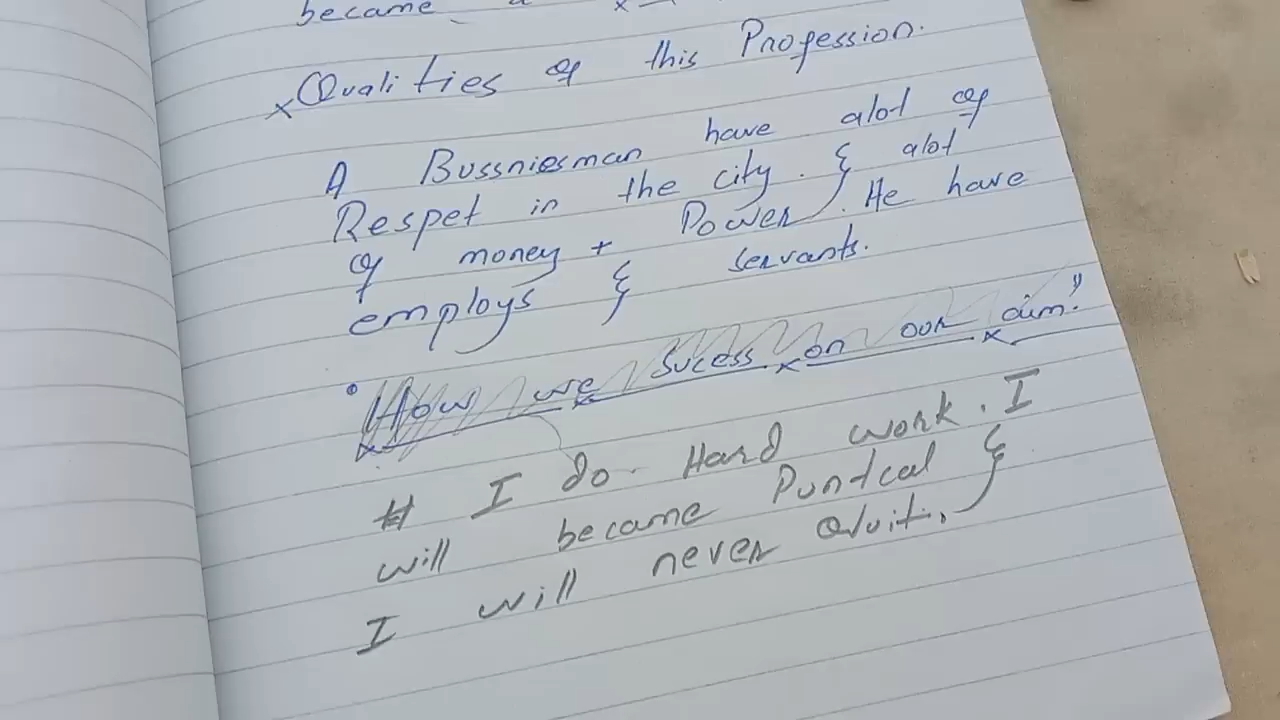 became a
Qualities of this Profession.
A Bussniesman have alot of
Respet in the city . & alot
of money + Power . He have
employs & servants.
How we Sucess on our aim?"
I do. Hard work . I
will became Puntcal &
I will never Quit.